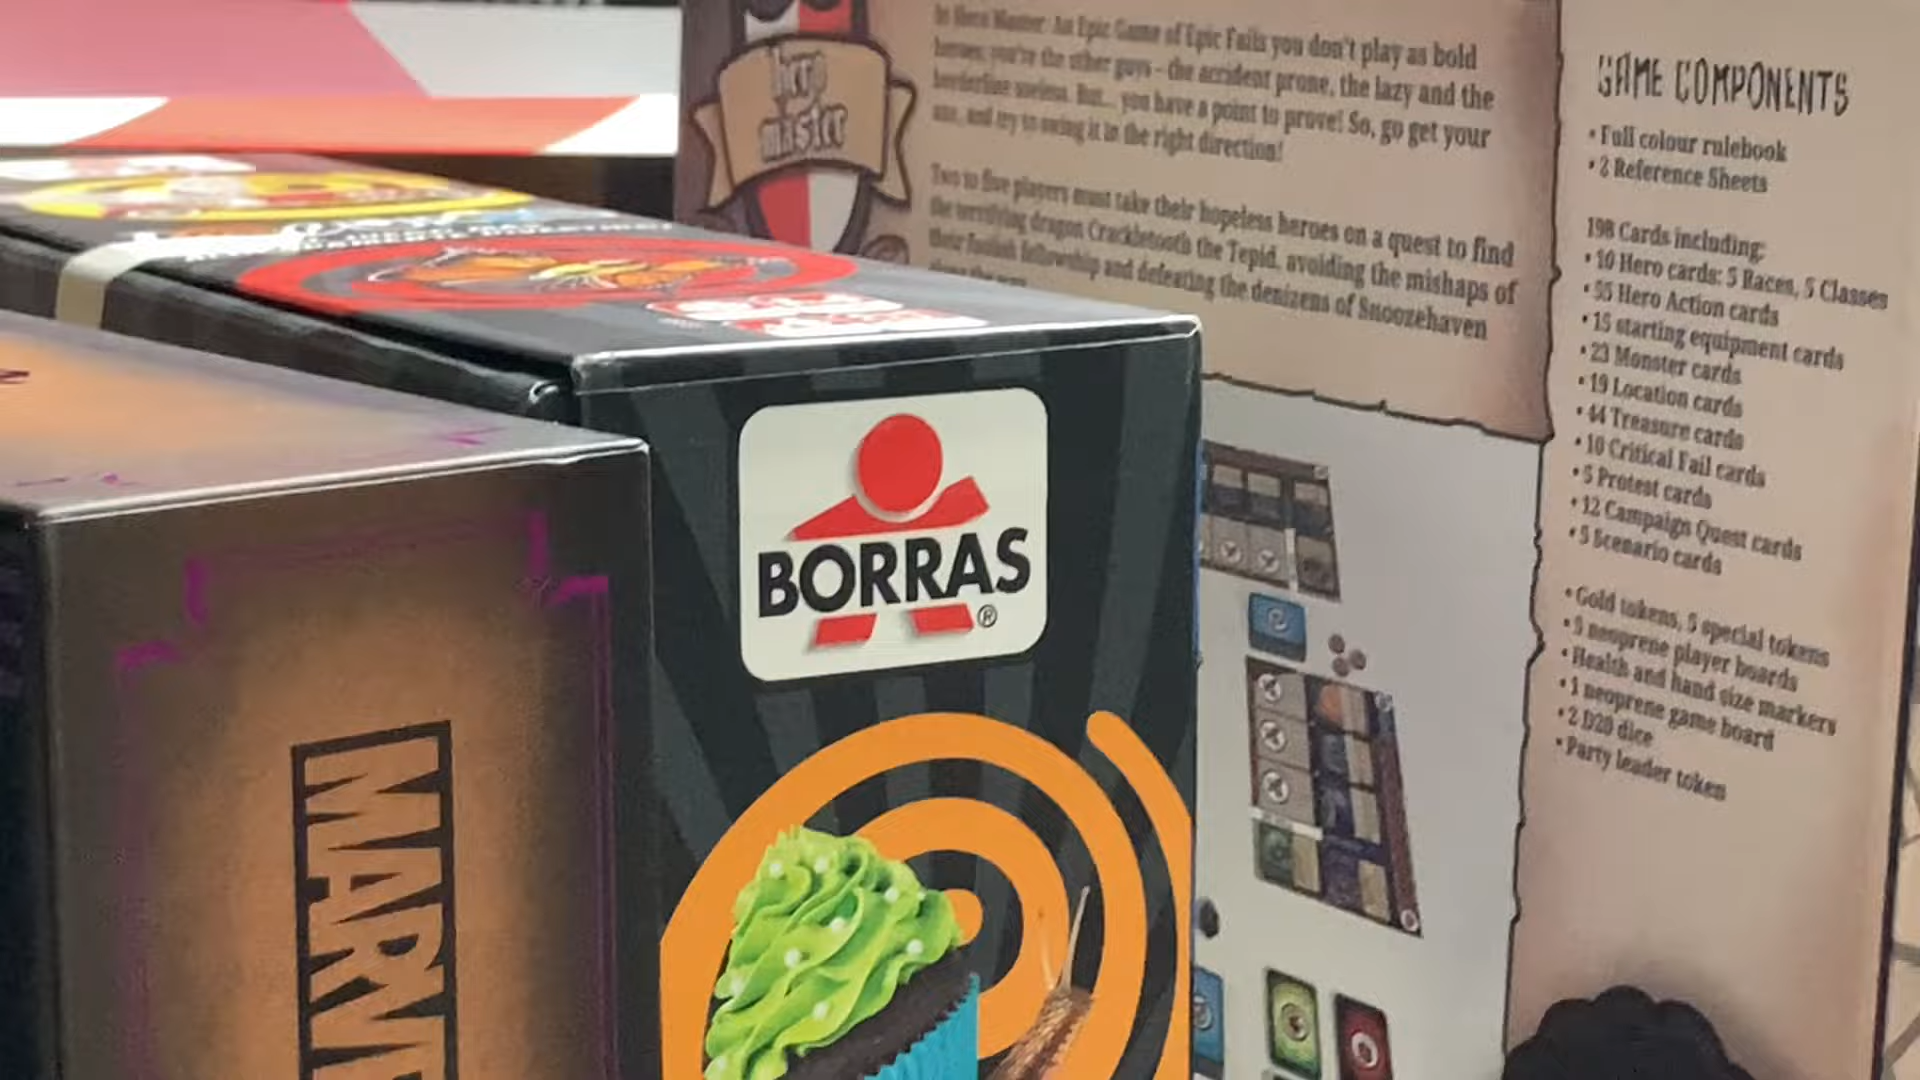 hero
master
In Hero Master: An Epic Game of Epic Fails you don't play as bold
heroes; you're the other guys - the accident prone, the lazy and the
borderline useless. But... you have a point to prove! So, go get your
and try to swing it in the right direction!
Two to five players must take their hopeless heroes on a quest to find
the terrifying dragon Crackletooth the Tepid, avoiding the mishaps of
their foolish fellowship and defeating the denizens of Snoozehaven
along the way.
GAME COMPONENTS
• Full colour rulebook
• 2 Reference Sheets
198 Cards including:
• 10 Hero cards: 5 Races, 5 Classes
• 55 Hero Action cards
• 15 starting equipment cards
• 23 Monster cards
• 19 Location cards
• 44 Treasure cards
• 10 Critical Fail cards
• 5 Protest cards
• 12 Campaign Quest cards
• 5 Scenario cards
• Gold tokens, 5 special tokens
• 5 neoprene player boards
• Health and hand size markers
• 1 neoprene game board
• 2 D20 dice
• Party leader token
BORRAS
®
MARVE